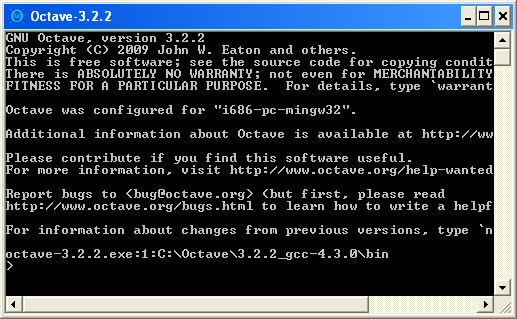 Octave-3.2.2
GNU Octave, version 3.2.2
Copyright (C) 2009 John W. Eaton and others.
This is free software; see the source code for copying condit
There is ABSOLUTELY NO WARRANTY; not even for MERCHANTABILITY
FITNESS FOR A PARTICULAR PURPOSE.  For details, type `warrant
Octave was configured for "i686-pc-mingw32".
Additional information about Octave is available at http://ww
Please contribute if you find this software useful.
For more information, visit http://www.octave.org/help-wanted
Report bugs to <bug@octave.org> (but first, please read
http://www.octave.org/bugs.html to learn how to write a helpf
For information about changes from previous versions, type `n
octave-3.2.2.exe:1:C:\Octave\3.2.2_gcc-4.3.0\bin
>